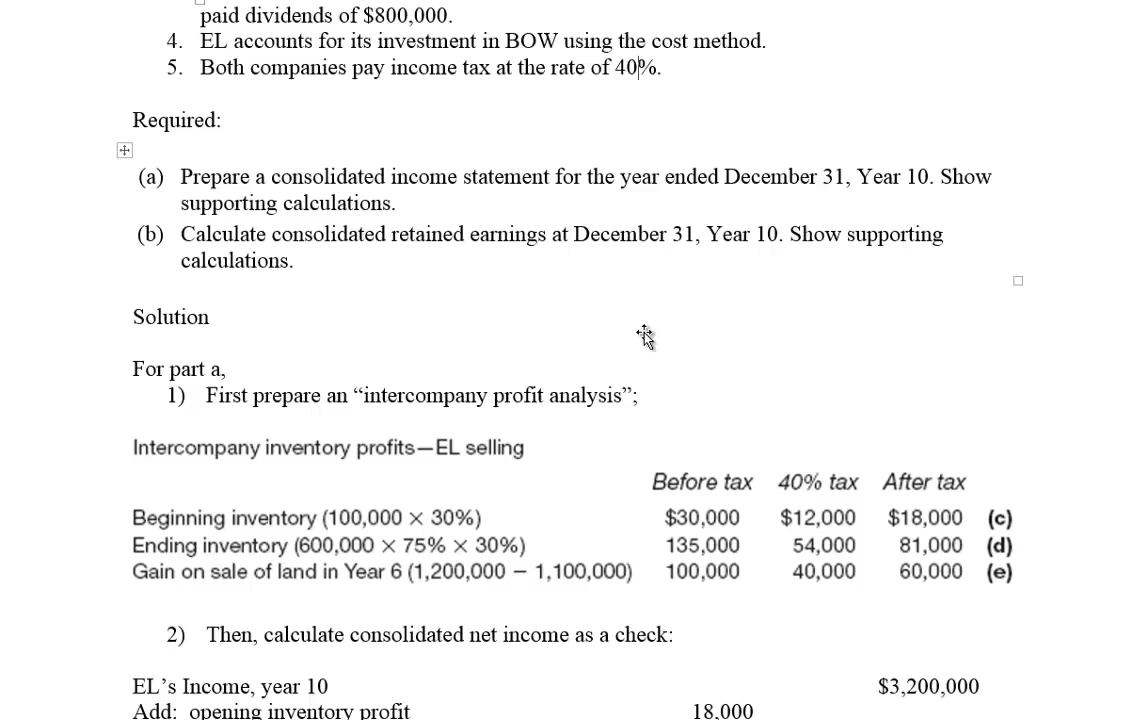 paid dividends of $800,000.
4. EL accounts for its investment in BOW using the cost method.
5. Both companies pay income tax at the rate of 40%.
Required:
(a) Prepare a consolidated income statement for the year ended December 31, Year 10. Show
supporting calculations.
(b) Calculate consolidated retained earnings at December 31, Year 10. Show supporting
calculations.
Solution
For part a,
1) First prepare an “intercompany profit analysis”;
Intercompany inventory profits—EL selling
Before tax 40% tax After tax
Beginning inventory (100,000 × 30%) $30,000 $12,000 $18,000 (c)
Ending inventory (600,000 × 75% × 30%) 135,000 54,000 81,000 (d)
Gain on sale of land in Year 6 (1,200,000 − 1,100,000) 100,000 40,000 60,000 (e)
2) Then, calculate consolidated net income as a check:
EL’s Income, year 10 $3,200,000
Add: opening inventory profit 18,000